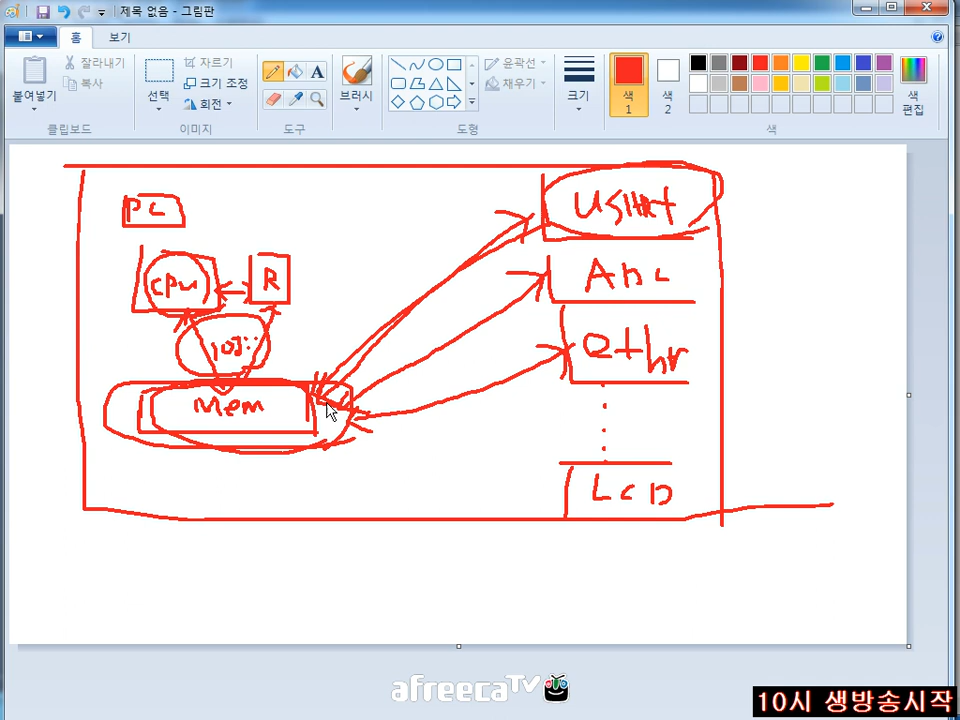 제목 없음 - 그림판
홈 보기
붙여넣기
잘라내기
복사
클립보드
선택
자르기
크기 조정
회전
이미지
A
도구
브러시
윤곽선
채우기
도형
크기
색 1
색 2
색 편집
색
PC
CPU
R
Mem
ADC
ethr
LCD
afreecaTV
10시 생방송시작